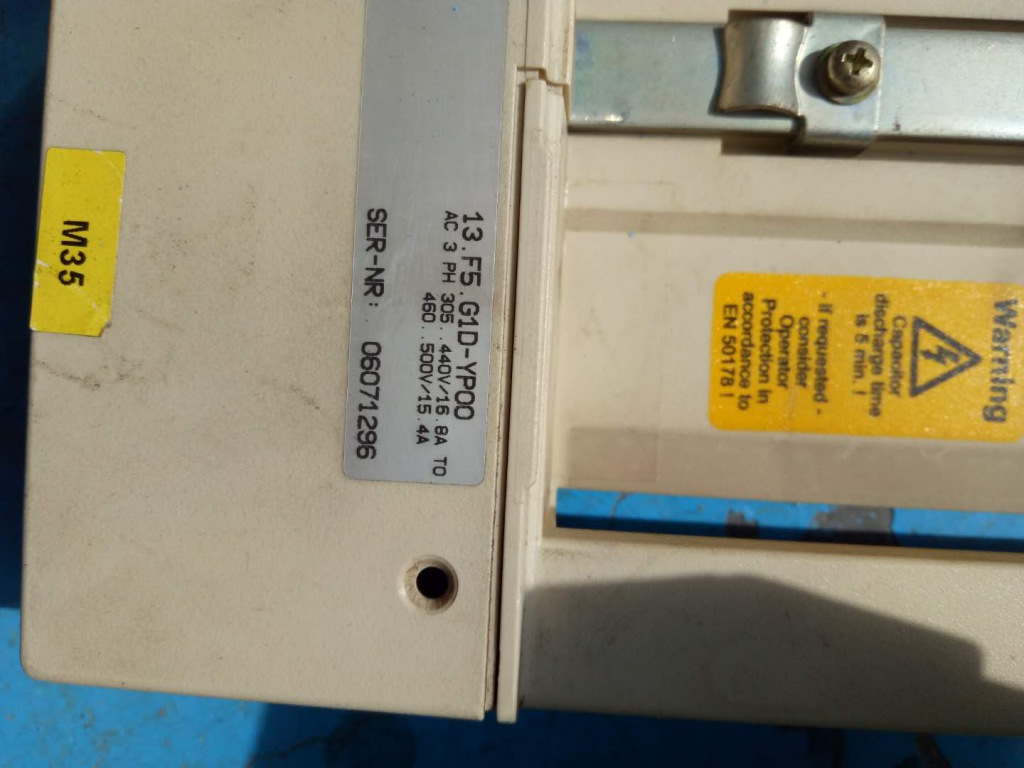 M35
13.F5.G1D-YP00
AC 3 PH 305..440V/16.8A TO
460..500V/15.4A
SER-NR: 06071296
Warning
Capacitor
discharge time
is 5 min. !
- If requested -
consider
Operator
Protection in
accordance to
EN 50178 !